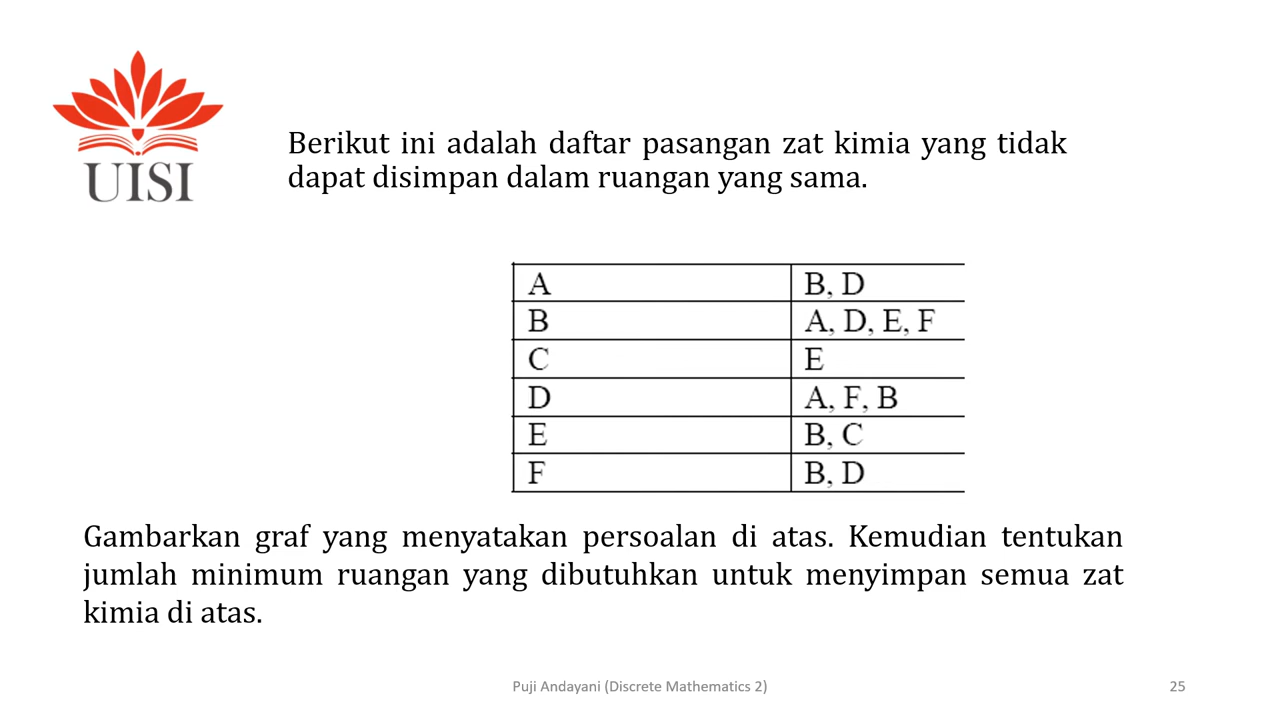 UISI
Berikut ini adalah daftar pasangan zat kimia yang tidak
dapat disimpan dalam ruangan yang sama.
A B, D
B A, D, E, F
C E
D A, F, B
E B, C
F B, D
Gambarkan graf yang menyatakan persoalan di atas. Kemudian tentukan
jumlah minimum ruangan yang dibutuhkan untuk menyimpan semua zat
kimia di atas.
Puji Andayani (Discrete Mathematics 2) 25